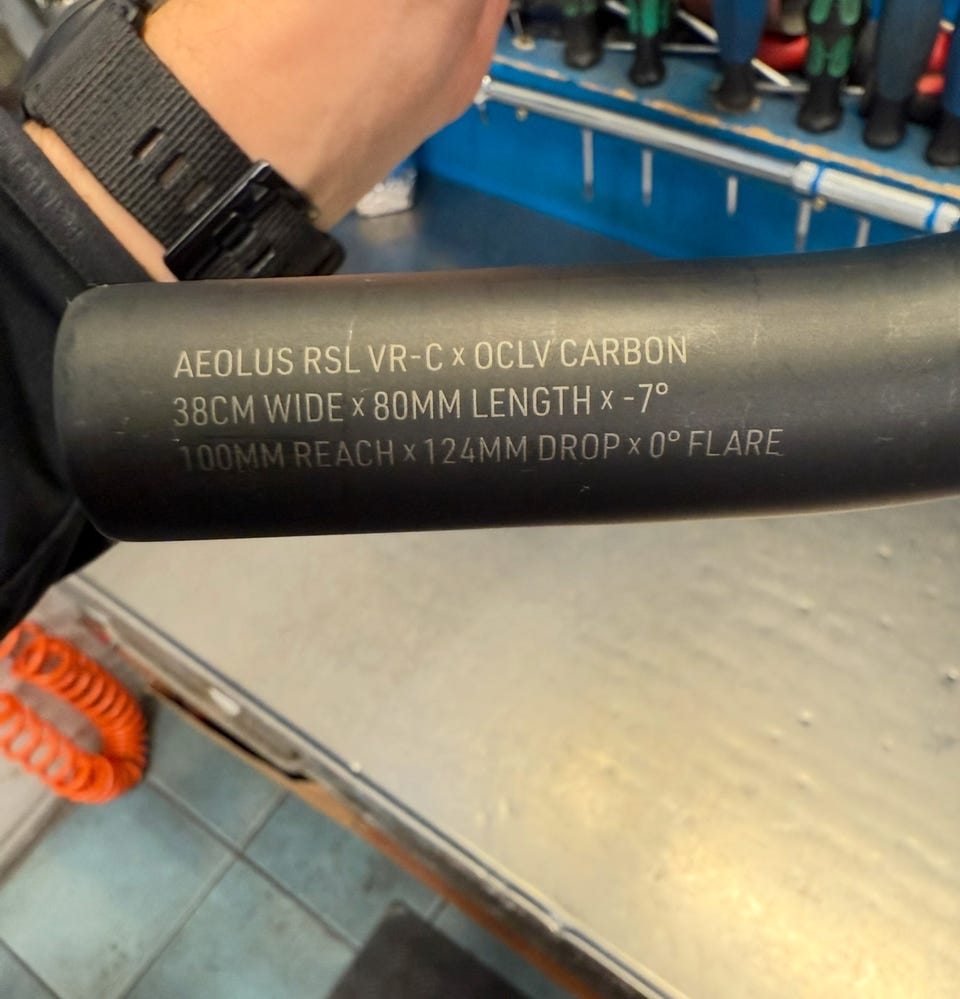 AEOLUS RSL VR-C x OCLV CARBON
38CM WIDE x 80MM LENGTH x -7°
100MM REACH x 124MM DROP x 0° FLARE